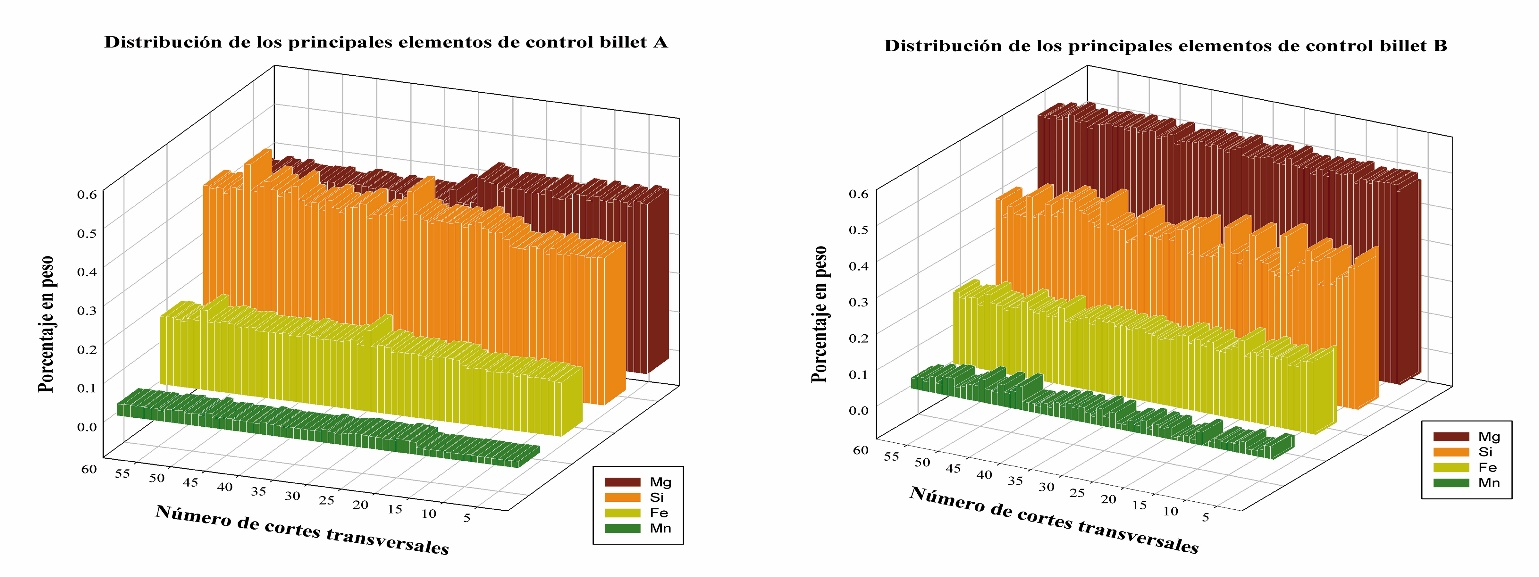 Distribución de los principales elementos de control billet A
0.6
0.5
0.4
0.3
0.2
0.1
0.0
Porcentaje en peso
60
55
50
45
40
35
30
25
20
15
10
5
Número de cortes transversales
Mg
Si
Fe
Mn
Distribución de los principales elementos de control billet B
0.6
0.5
0.4
0.3
0.2
0.1
0.0
Porcentaje en peso
60
55
50
45
40
35
30
25
20
15
10
5
Número de cortes transversales
Mg
Si
Fe
Mn